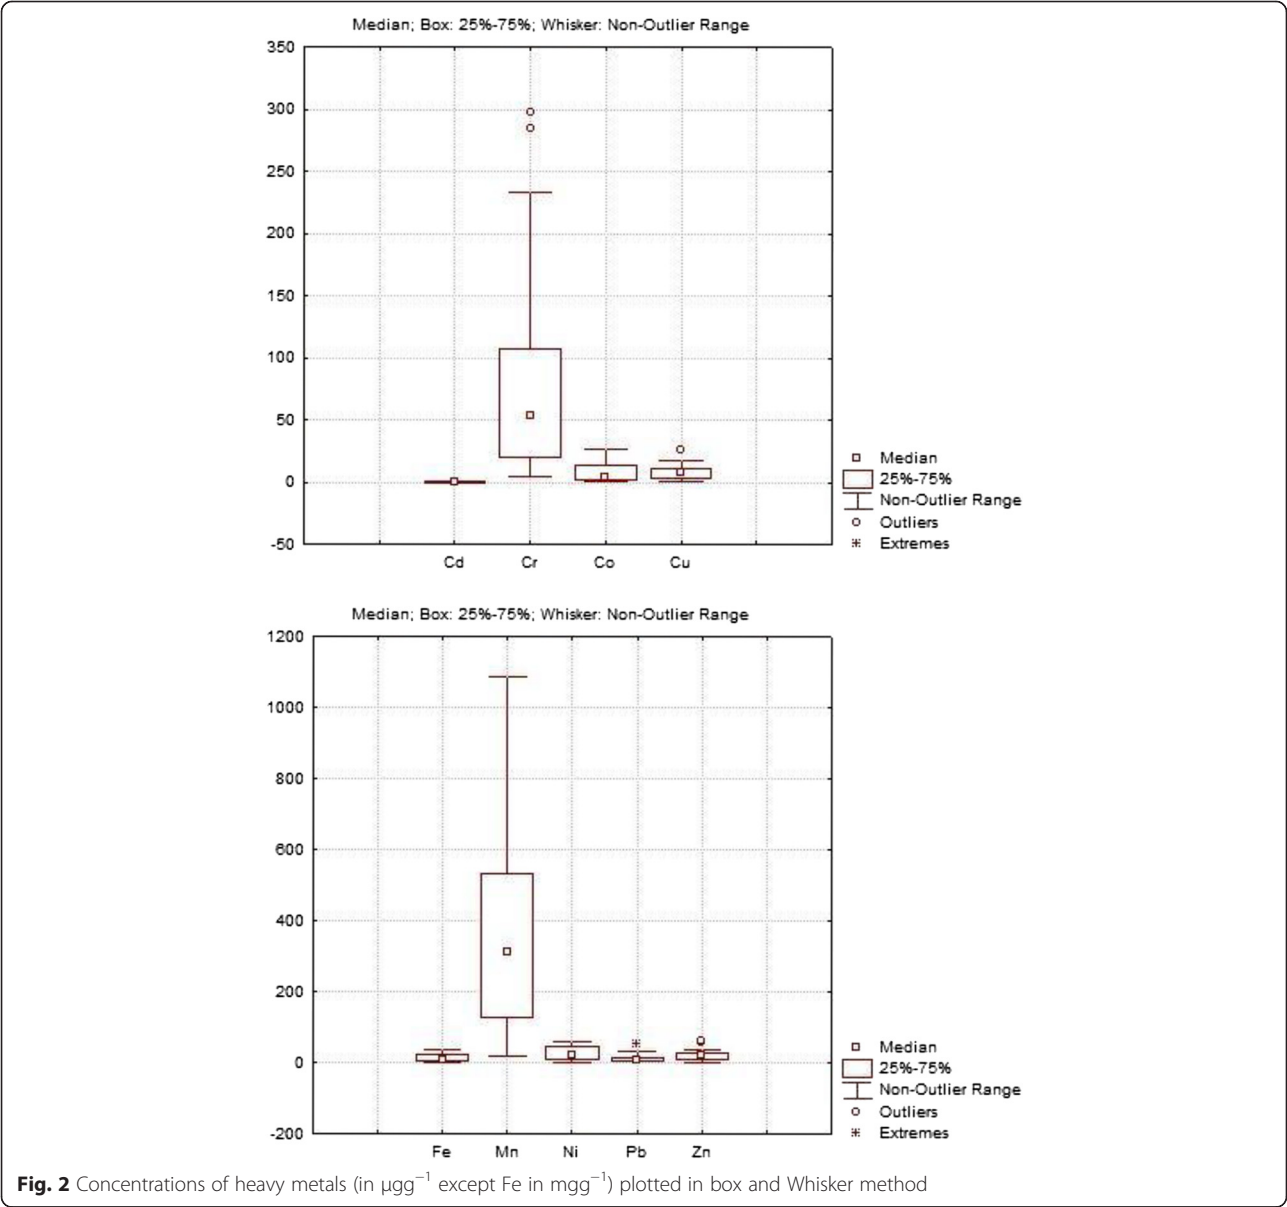 Median; Box: 25%-75%; Whisker: Non-Outlier Range
350
300
250
200
150
100
50
0
-50
Cd Cr Co Cu
Median
25%-75%
Non-Outlier Range
Outliers
Extremes
Median; Box: 25%-75%; Whisker: Non-Outlier Range
1200
1000
800
600
400
200
0
-200
Fe Mn Ni Pb Zn
Median
25%-75%
Non-Outlier Range
Outliers
Extremes
Fig. 2 Concentrations of heavy metals (in μgg⁻¹ except Fe in mgg⁻¹) plotted in box and Whisker method